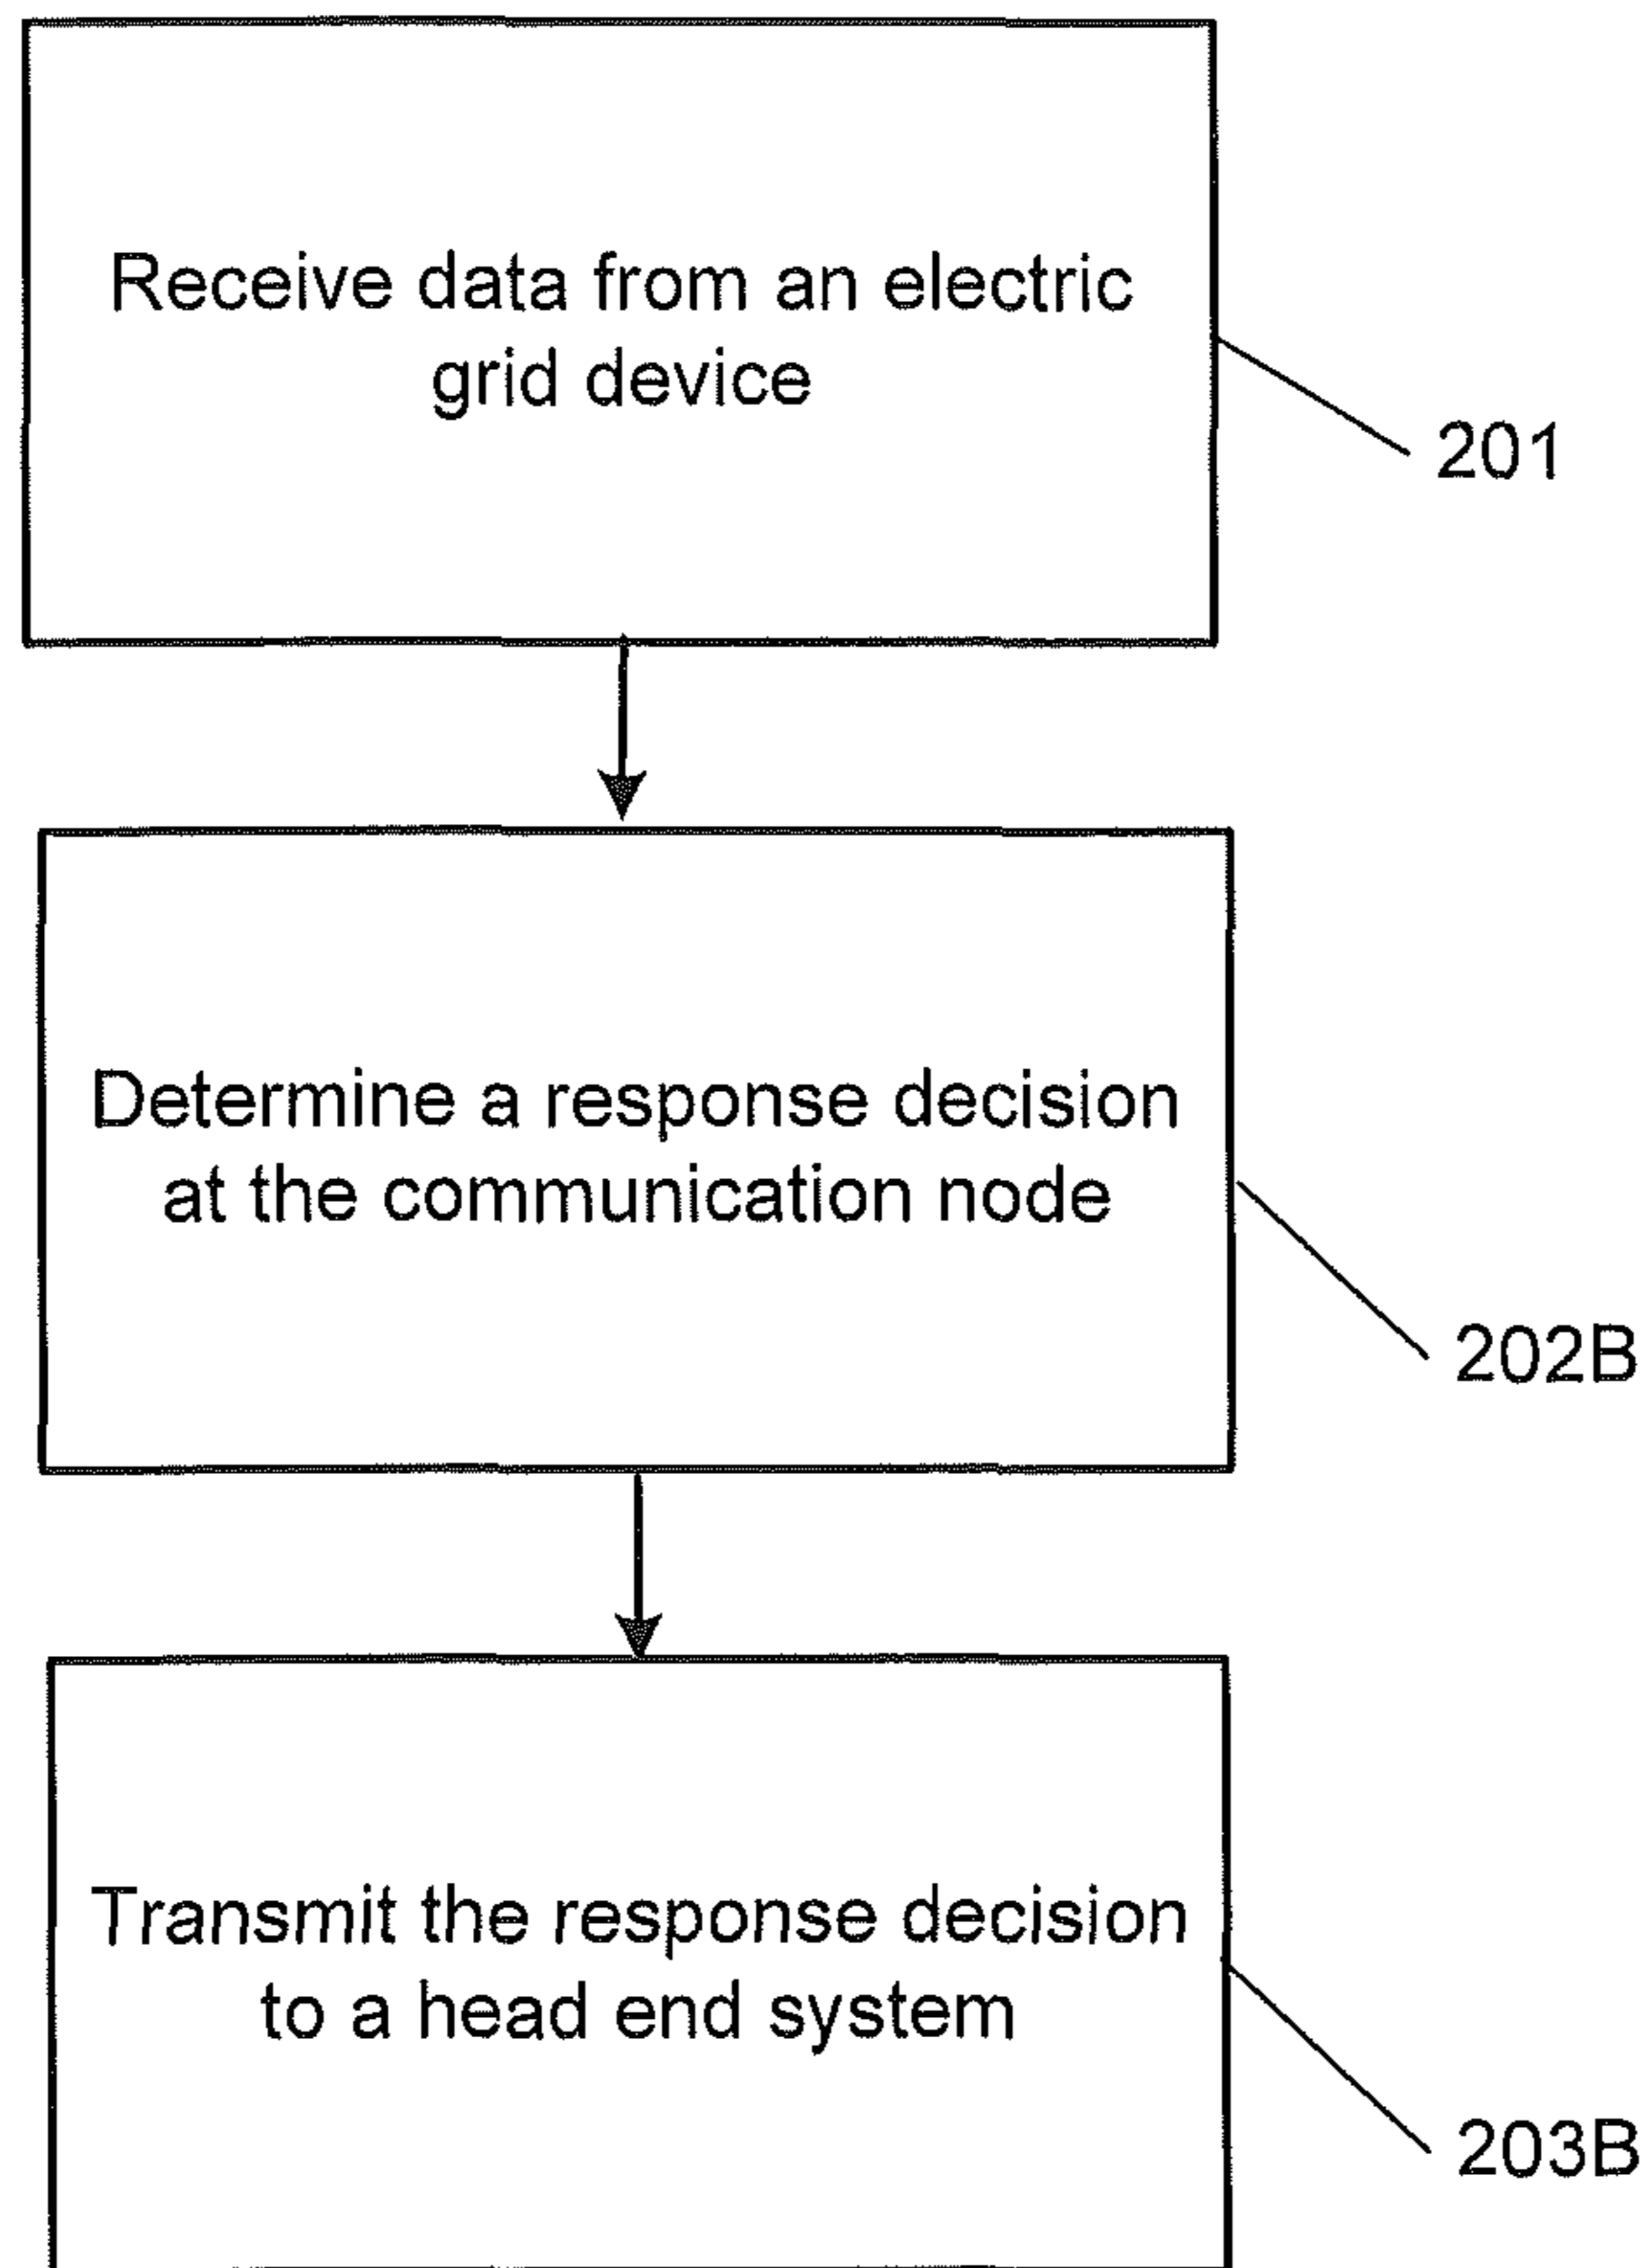 Receive data from an electric
grid device
201
Determine a response decision
at the communication node
202B
Transmit the response decision
to a head end system
203B